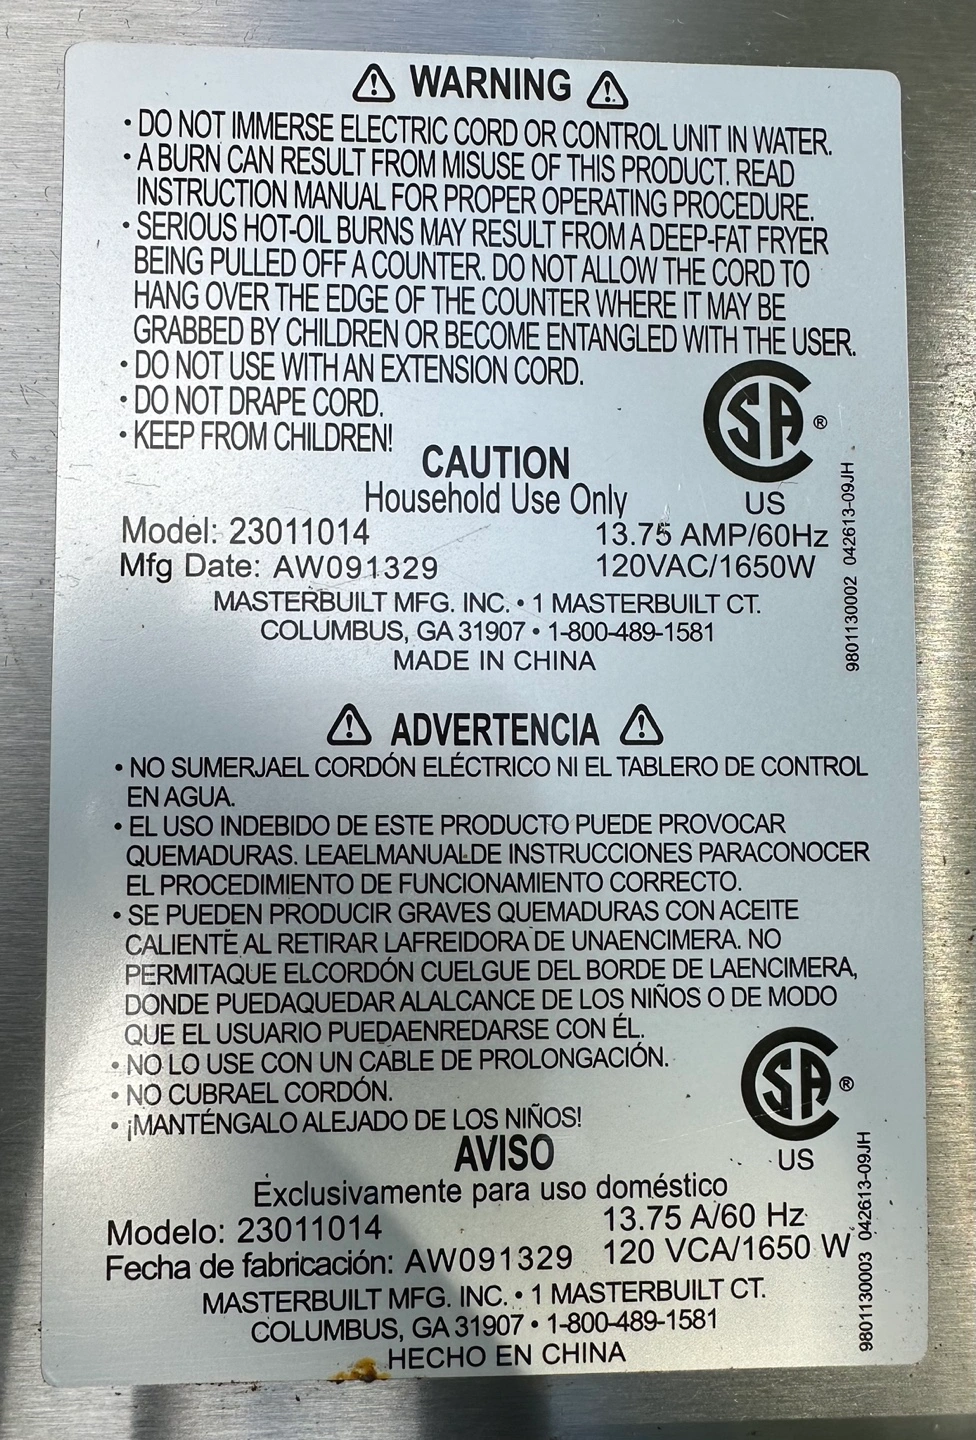 ⚠ WARNING ⚠
• DO NOT IMMERSE ELECTRIC CORD OR CONTROL UNIT IN WATER.
• A BURN CAN RESULT FROM MISUSE OF THIS PRODUCT. READ
INSTRUCTION MANUAL FOR PROPER OPERATING PROCEDURE.
• SERIOUS HOT-OIL BURNS MAY RESULT FROM A DEEP-FAT FRYER
BEING PULLED OFF A COUNTER. DO NOT ALLOW THE CORD TO
HANG OVER THE EDGE OF THE COUNTER WHERE IT MAY BE
GRABBED BY CHILDREN OR BECOME ENTANGLED WITH THE USER.
• DO NOT USE WITH AN EXTENSION CORD.
• DO NOT DRAPE CORD.
• KEEP FROM CHILDREN!
CSA®
US
CAUTION
Household Use Only
Model: 23011014 13.75 AMP/60Hz
Mfg Date: AW091329 120VAC/1650W
MASTERBUILT MFG. INC. • 1 MASTERBUILT CT.
COLUMBUS, GA 31907 • 1-800-489-1581
MADE IN CHINA
9801130002 042613-09JH
⚠ ADVERTENCIA ⚠
• NO SUMERJAEL CORDÓN ELÉCTRICO NI EL TABLERO DE CONTROL
EN AGUA.
• EL USO INDEBIDO DE ESTE PRODUCTO PUEDE PROVOCAR
QUEMADURAS. LEAELMANUALDE INSTRUCCIONES PARACONOCER
EL PROCEDIMIENTO DE FUNCIONAMIENTO CORRECTO.
• SE PUEDEN PRODUCIR GRAVES QUEMADURAS CON ACEITE
CALIENTE AL RETIRAR LAFREIDORA DE UNAENCIMERA. NO
PERMITAQUE ELCORDÓN CUELGUE DEL BORDE DE LAENCIMERA,
DONDE PUEDAQUEDAR ALALCANCE DE LOS NIÑOS O DE MODO
QUE EL USUARIO PUEDAENREDARSE CON ÉL.
• NO LO USE CON UN CABLE DE PROLONGACIÓN.
• NO CUBRAEL CORDÓN.
• ¡MANTÉNGALO ALEJADO DE LOS NIÑOS!
CSA®
US
AVISO
Exclusivamente para uso doméstico
Modelo: 23011014 13.75 A/60 Hz
Fecha de fabricación: AW091329 120 VCA/1650 W
MASTERBUILT MFG. INC. • 1 MASTERBUILT CT.
COLUMBUS, GA 31907 • 1-800-489-1581
HECHO EN CHINA
9801130003 042613-09JH